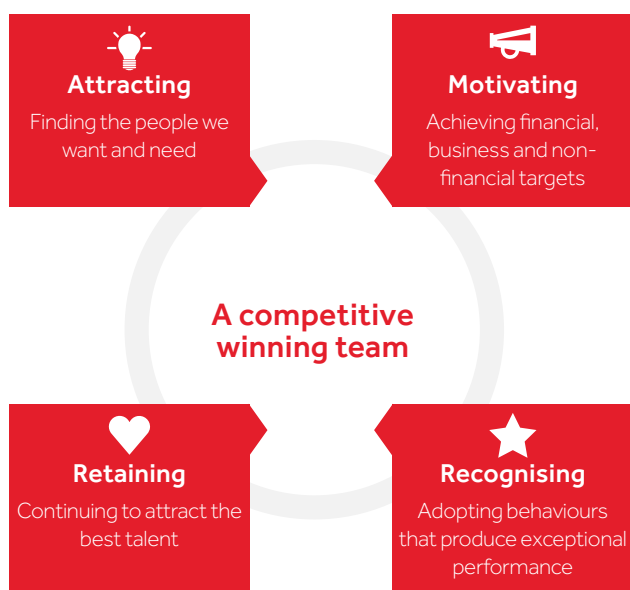 Attracting
Finding the people we
want and need
Motivating
Achieving financial,
business and non-
financial targets
A competitive
winning team
Retaining
Continuing to attract the
best talent
Recognising
Adopting behaviours
that produce exceptional
performance